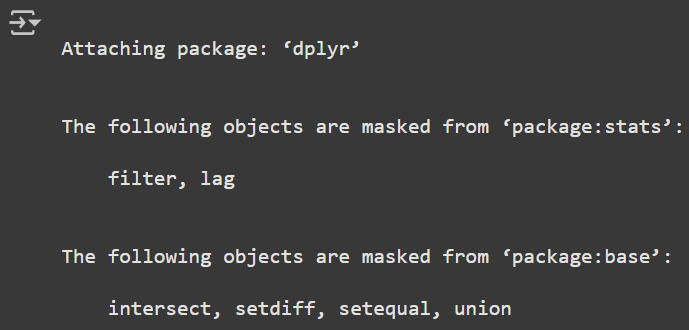 Attaching package: ‘dplyr’
The following objects are masked from ‘package:stats’:
filter, lag
The following objects are masked from ‘package:base’:
intersect, setdiff, setequal, union